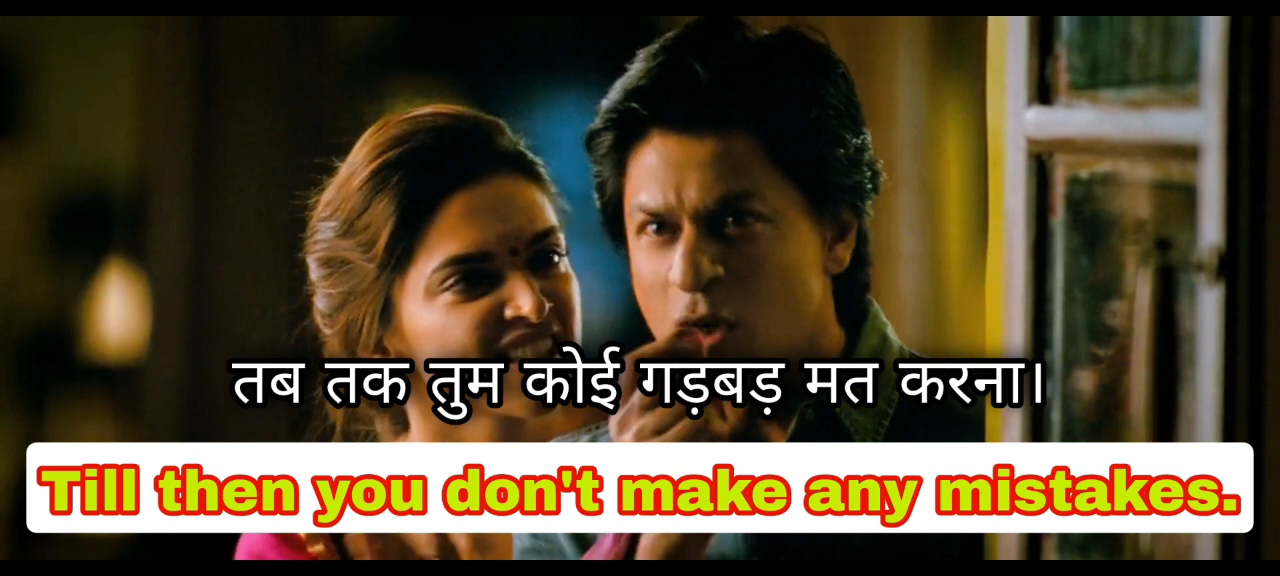 तब तक तुम कोई गड़बड़ मत करना।
Till then you don't make any mistakes.